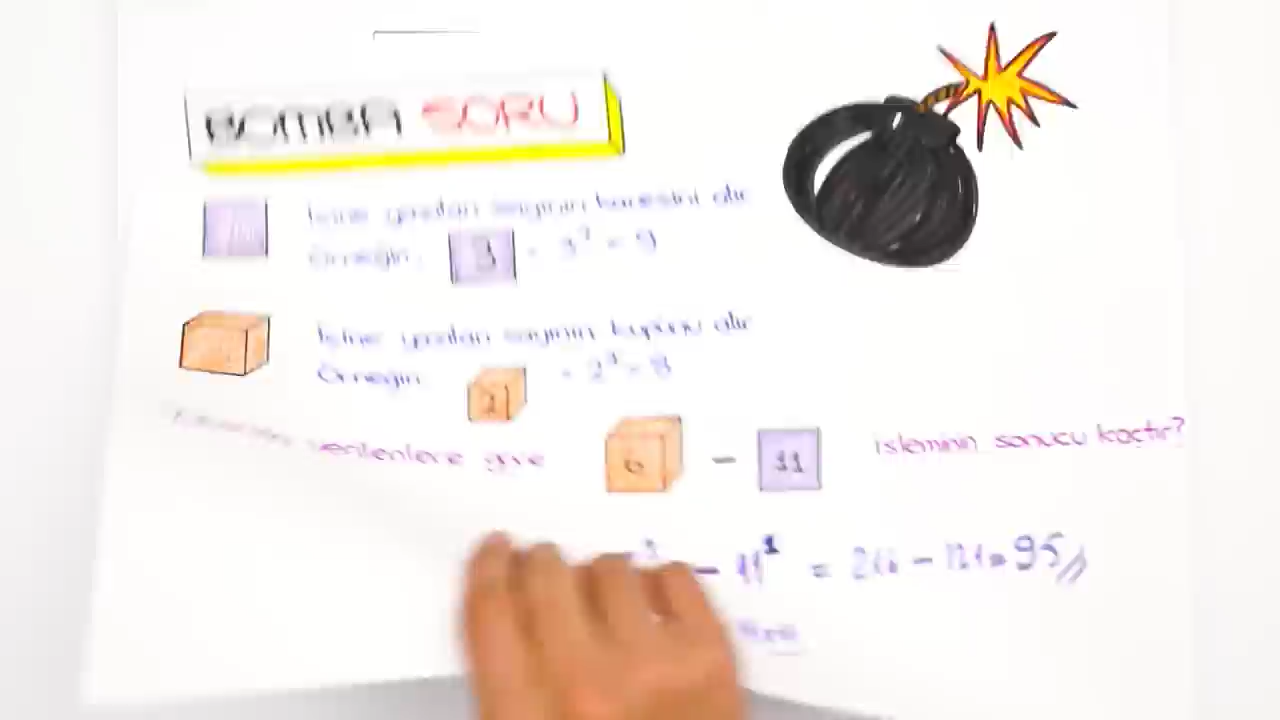 BOMBA SORU
İçine yazılan sayının karesini alır
Örneğin: 3 = 3² = 9
İçine yazılan sayının küpünü alır
Örneğin: 2 = 2³ = 8
verilenlere göre 6 - 11 işleminin sonucu kaçtır?
- 11² = 216 - 121 = 95